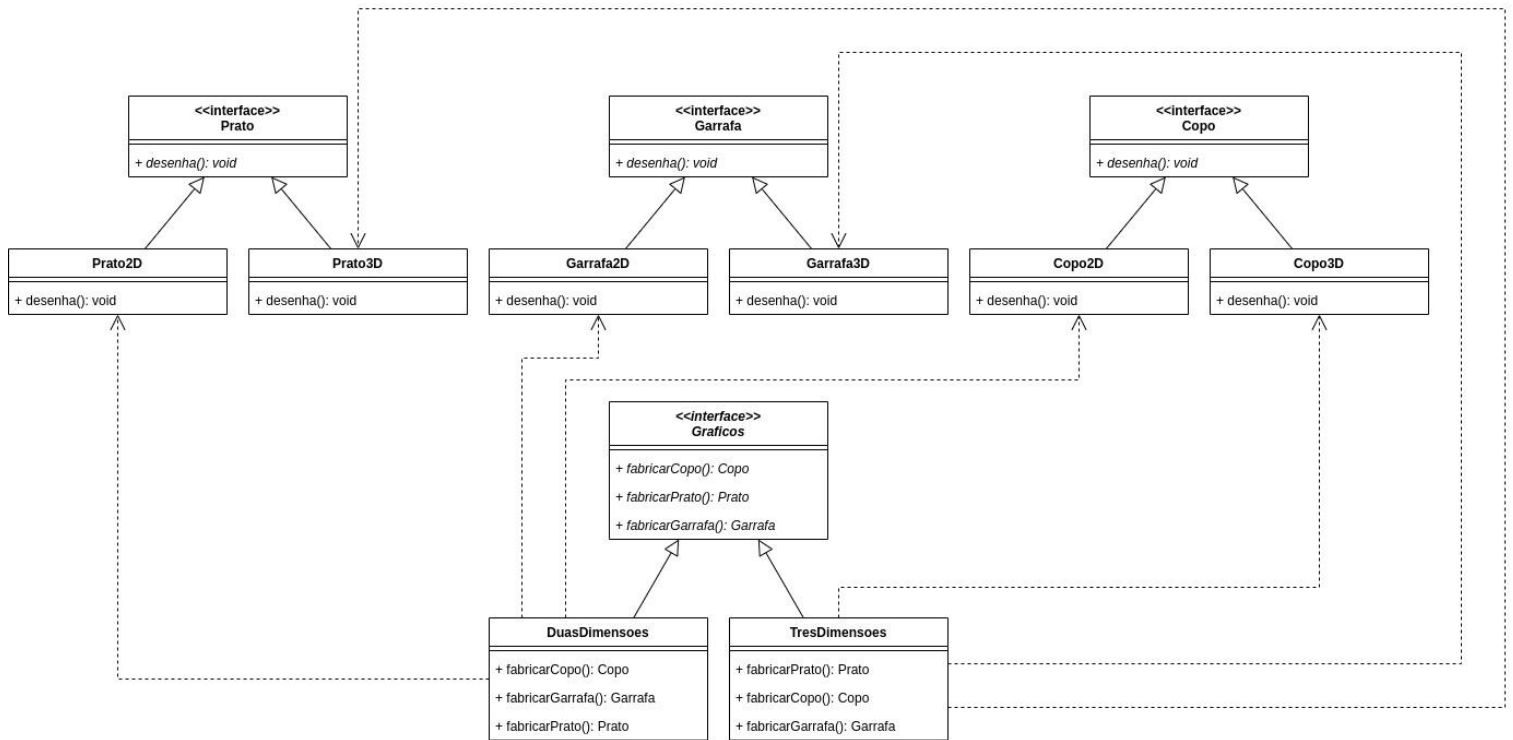 <<interface>>
Prato
+ desenha(): void
<<interface>>
Garrafa
+ desenha(): void
<<interface>>
Copo
+ desenha(): void
Prato2D
+ desenha(): void
Prato3D
+ desenha(): void
Garrafa2D
+ desenha(): void
Garrafa3D
+ desenha(): void
Copo2D
+ desenha(): void
Copo3D
+ desenha(): void
<<interface>>
Graficos
+ fabricarCopo(): Copo
+ fabricarPrato(): Prato
+ fabricarGarrafa(): Garrafa
DuasDimensoes
+ fabricarCopo(): Copo
+ fabricarGarrafa(): Garrafa
+ fabricarPrato(): Prato
TresDimensoes
+ fabricarPrato(): Prato
+ fabricarCopo(): Copo
+ fabricarGarrafa(): Garrafa